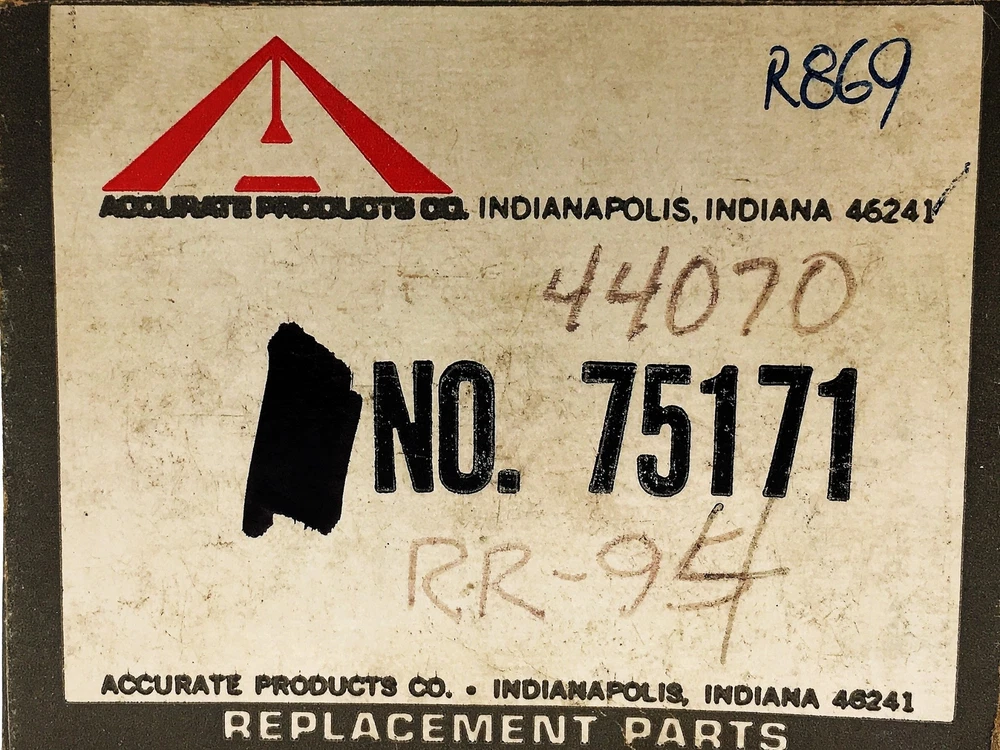 R869
ACCURATE PRODUCTS CO. INDIANAPOLIS, INDIANA 46241
44070
NO. 75171
RR-94
ACCURATE PRODUCTS CO. • INDIANAPOLIS, INDIANA 46241
REPLACEMENT PARTS